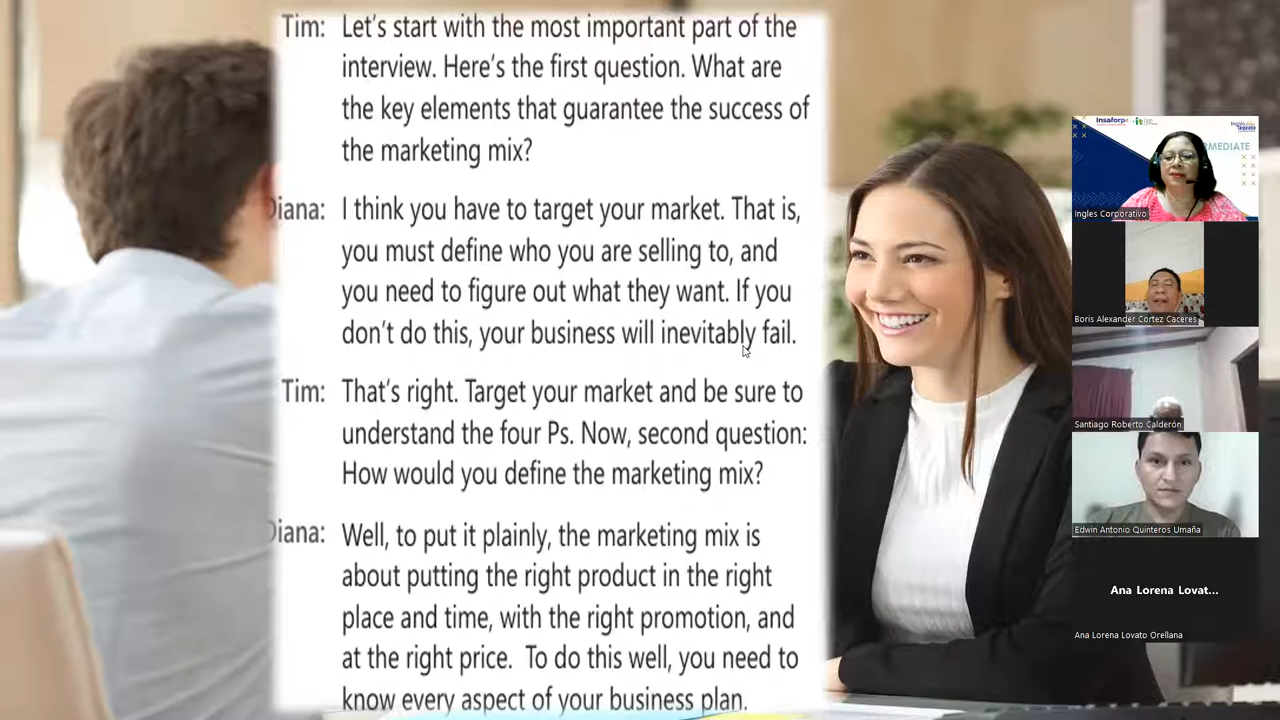 Tim: Let's start with the most important part of the
interview. Here's the first question. What are
the key elements that guarantee the success of
the marketing mix?
Diana: I think you have to target your market. That is,
you must define who you are selling to, and
you need to figure out what they want. If you
don't do this, your business will inevitably fail.
Tim: That's right. Target your market and be sure to
understand the four Ps. Now, second question:
How would you define the marketing mix?
Diana: Well, to put it plainly, the marketing mix is
about putting the right product in the right
place and time, with the right promotion, and
at the right price. To do this well, you need to
know every aspect of your business plan.
Insaforp
it
Inglés
RMEDIATE
Ingles Corporativo
Boris Alexander Cortez Caceres
Santiago Roberto Calderón
Edwin Antonio Quinteros Umaña
Ana Lorena Lovat...
Ana Lorena Lovato Orellana